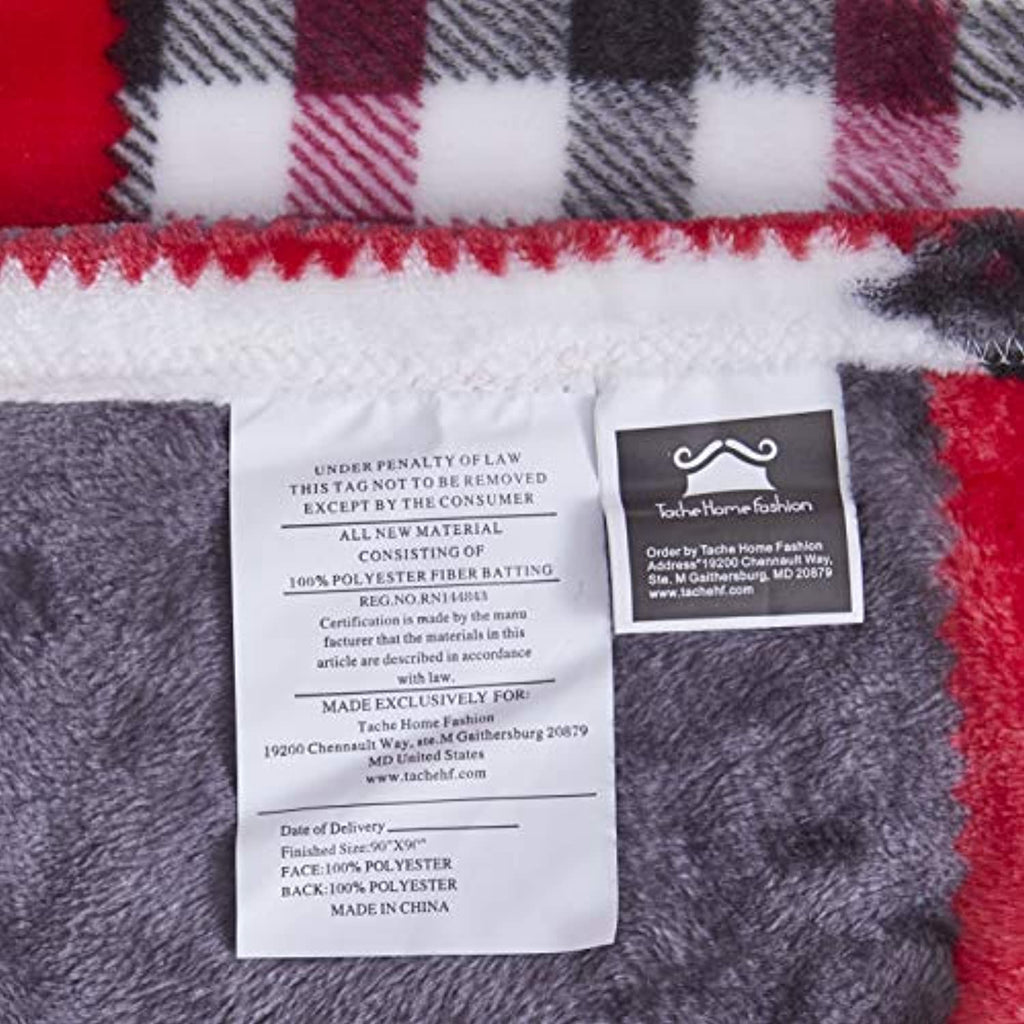 UNDER PENALTY OF LAW
THIS TAG NOT TO BE REMOVED
EXCEPT BY THE CONSUMER
ALL NEW MATERIAL
CONSISTING OF
100% POLYESTER FIBER BATTING
REG.NO.RN144843
Certification is made by the manu
facturer that the materials in this
article are described in accordance
with law.
MADE EXCLUSIVELY FOR:
Tache Home Fashion
19200 Chennault Way, ste.M Gaithersburg 20879
MD United States
www.tachehf.com
Date of Delivery
Finished Size:90"X90"
FACE:100% POLYESTER
BACK:100% POLYESTER
MADE IN CHINA
Tache Home Fashion
Order by Tache Home Fashion
Address"19200 Chennault Way,
Ste. M Gaithersburg, MD 20879
www.tachehf.com